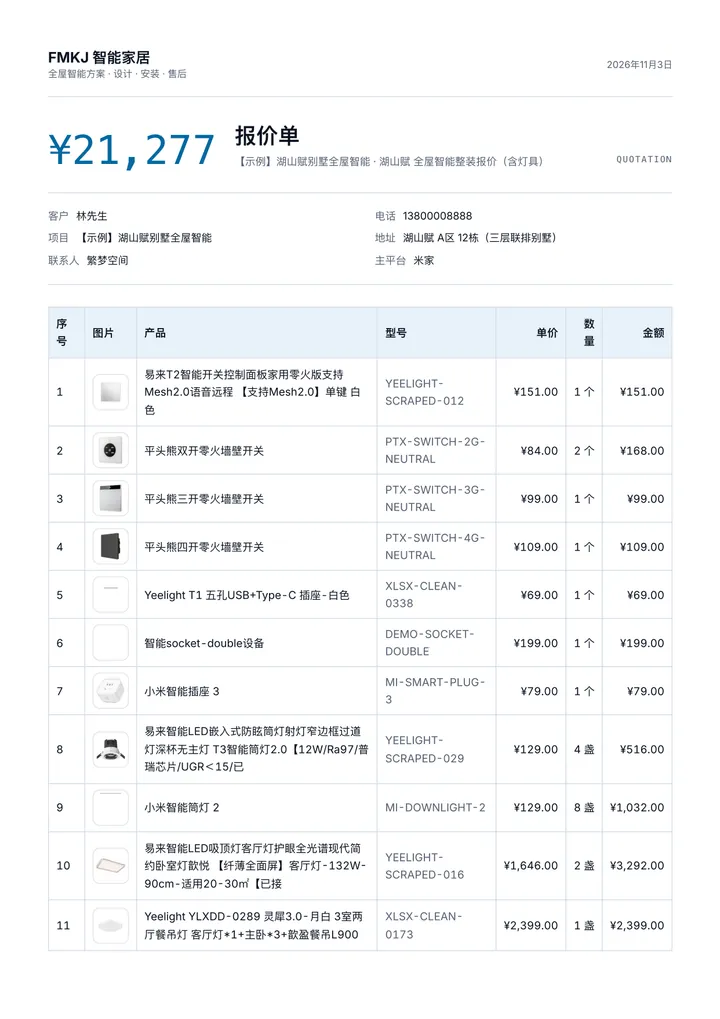 FMKJ 智能家居
全屋智能方案 · 设计 · 安装 · 售后
2026年11月3日
¥21,277
报价单
【示例】湖山赋别墅全屋智能 · 湖山赋 全屋智能整装报价（含灯具）
QUOTATION
客户 林先生
电话 13800008888
项目 【示例】湖山赋别墅全屋智能
地址 湖山赋 A区 12栋（三层联排别墅）
联系人 繁梦空间
主平台 米家
序号 图片 产品 型号 单价 数量 金额
1 易来T2智能开关控制面板家用零火版支持
Mesh2.0语音远程 【支持Mesh2.0】单键 白
色
YEELIGHT-
SCRAPED-012
¥151.00 1 个 ¥151.00
2 平头熊双开零火墙壁开关
PTX-SWITCH-2G-
NEUTRAL
¥84.00 2 个 ¥168.00
3 平头熊三开零火墙壁开关
PTX-SWITCH-3G-
NEUTRAL
¥99.00 1 个 ¥99.00
4 平头熊四开零火墙壁开关
PTX-SWITCH-4G-
NEUTRAL
¥109.00 1 个 ¥109.00
5 Yeelight T1 五孔USB+Type-C 插座-白色
XLSX-CLEAN-
0338
¥69.00 1 个 ¥69.00
6 智能socket-double设备
DEMO-SOCKET-
DOUBLE
¥199.00 1 个 ¥199.00
7 小米智能插座 3
MI-SMART-PLUG-
3
¥79.00 1 个 ¥79.00
8 易来智能LED嵌入式防眩筒灯射灯窄边框过道
灯深杯无主灯 T3智能筒灯2.0【12W/Ra97/普
瑞芯片/UGR＜15/已
YEELIGHT-
SCRAPED-029
¥129.00 4 盏 ¥516.00
9 小米智能筒灯 2
MI-DOWNLIGHT-2
¥129.00 8 盏 ¥1,032.00
10 易来智能LED吸顶灯客厅灯护眼全光谱现代简
约卧室灯歆悦 【纤薄全面屏】客厅灯-132W-
90cm-适用20-30㎡【已接
YEELIGHT-
SCRAPED-016
¥1,646.00 2 盏 ¥3,292.00
11 Yeelight YLXDD-0289 灵犀3.0-月白 3室两
厅餐吊灯 客厅灯*1+主卧*3+歆盈餐吊L900
XLSX-CLEAN-
0173
¥2,399.00 1 盏 ¥2,399.00